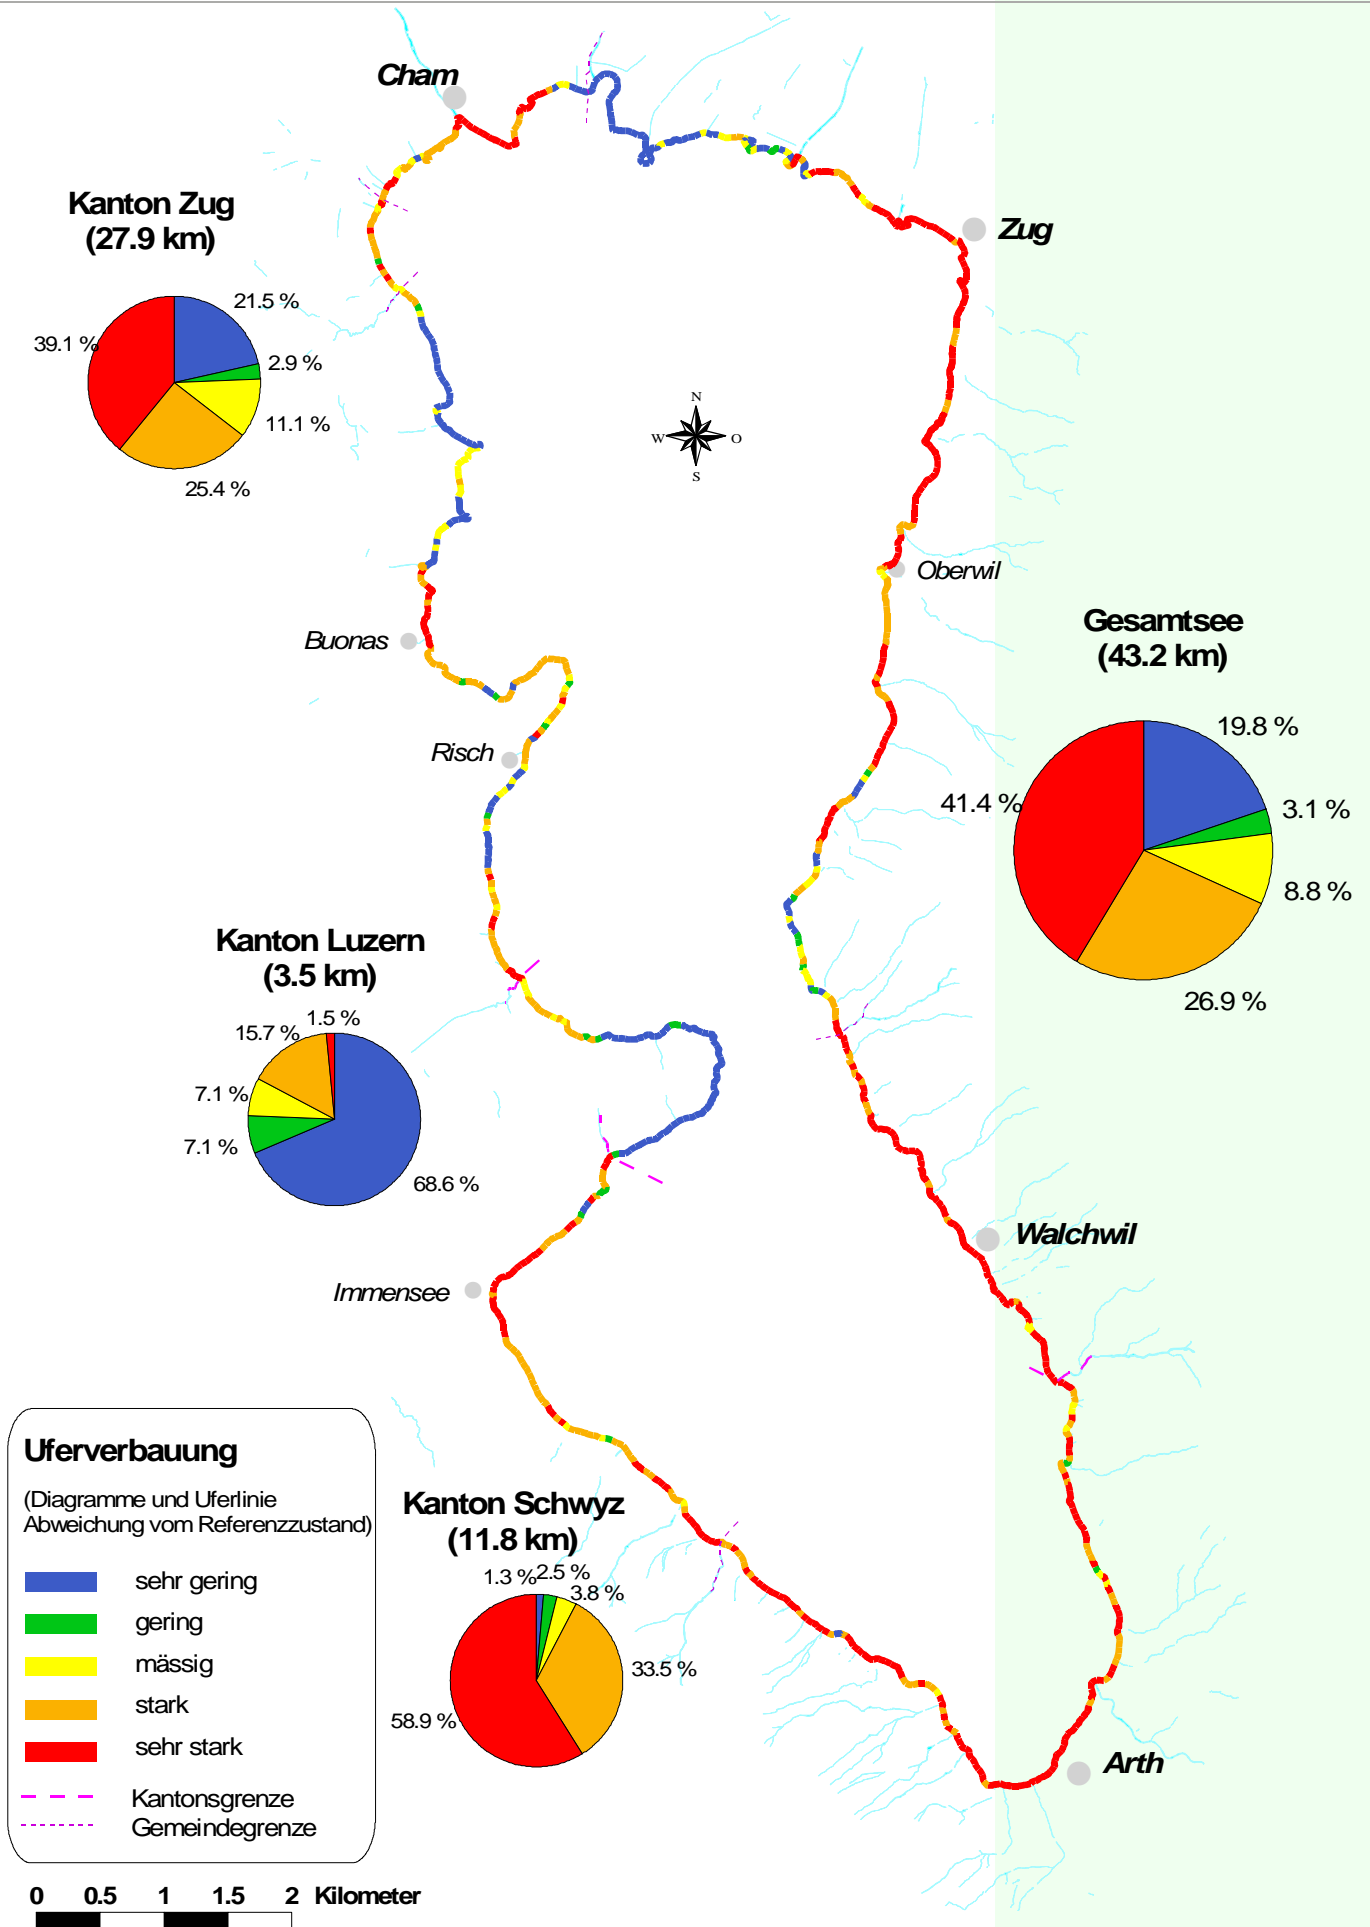 Cham
Kanton Zug
(27.9 km)
Zug
21.5 %
39.1 %
2.9 %
11.1 %
25.4 %
N
W
O
S
Oberwil
Buonas
Gesamtsee
(43.2 km)
Risch
19.8 %
41.4 %
3.1 %
8.8 %
26.9 %
Kanton Luzern
(3.5 km)
1.5 %
15.7 %
7.1 %
7.1 %
68.6 %
Walchwil
Immensee
Uferverbauung
(Diagramme und Uferlinie
Abweichung vom Referenzzustand)
sehr gering
gering
mässig
stark
sehr stark
Kantonsgrenze
Gemeindegrenze
Kanton Schwyz
(11.8 km)
1.3 %
2.5 %
3.8 %
33.5 %
58.9 %
Arth
0 0.5 1 1.5 2 Kilometer